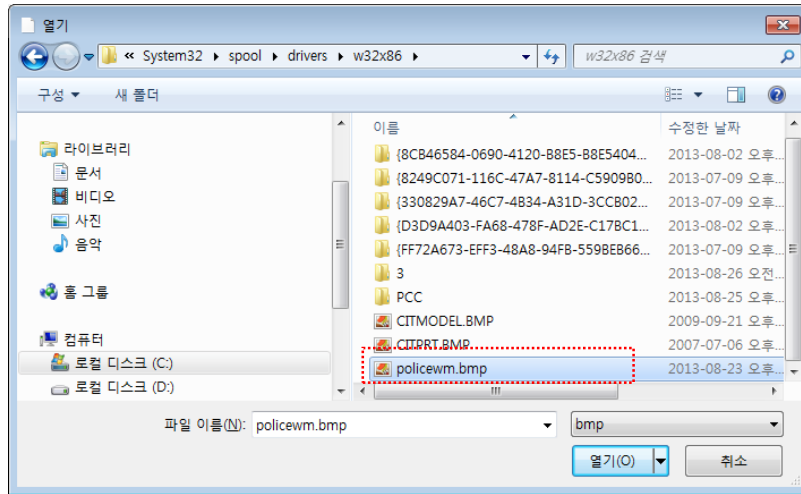 열기
« System32 ▸ spool ▸ drivers ▸ w32x86 ▸
w32x86 검색
구성 ▼ 새 폴더
이름 수정한 날짜
라이브러리
문서
비디오
사진
음악
홈 그룹
컴퓨터
로컬 디스크 (C:)
로컬 디스크 (D:)
{8CB46584-0690-4120-B8E5-B8E5404... 2013-08-02 오후...
{8249C071-116C-47A7-8114-C5909B0... 2013-07-09 오후...
{330829A7-46C7-4B34-A31D-3CCB02... 2013-07-09 오후...
{D3D9A403-FA68-478F-AD2E-C17BC1... 2013-08-02 오후...
{FF72A673-EFF3-48A8-94FB-559BEB66... 2013-07-09 오후...
3 2013-08-26 오전...
PCC 2013-08-25 오후...
CITMODEL.BMP 2009-09-21 오후...
CITPRT.BMP 2007-07-06 오후...
policewm.bmp 2013-08-23 오후...
파일 이름(N): policewm.bmp
bmp
열기(O) 취소